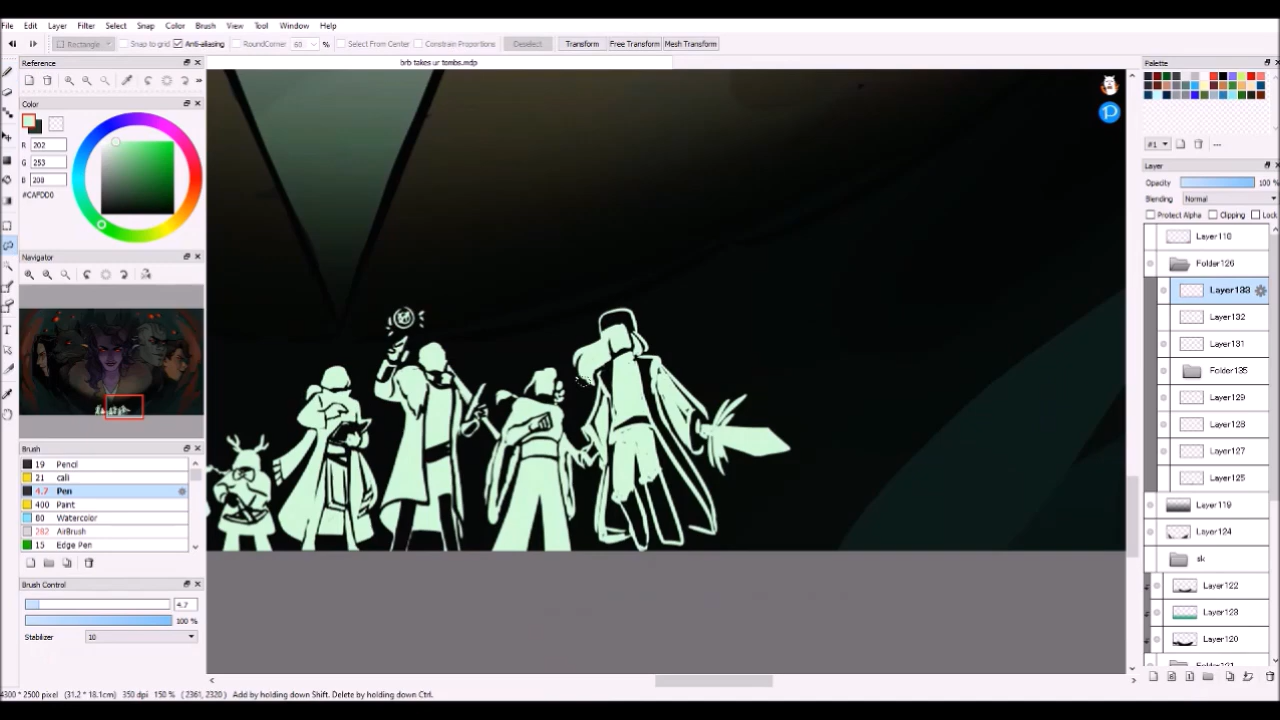 File Edit Layer Filter Select Snap Color Brush View Tool Window Help
Rectangle Snap to grid Anti-aliasing RoundCorner 60 % Select From Center Constrain Proportions Deselect Transform Free Transform Mesh Transform
Reference
brb takes ur tombs.mdp
Palette
Color
R 202
G 253
B 208
#CAFDD0
#1
Layer
Opacity 100 %
Blending Normal
Protect Alpha Clipping Lock
Layer110
Folder126
Layer133
Layer132
Layer131
Folder135
Layer129
Layer128
Layer127
Layer125
Layer119
Layer124
sk
Layer122
Layer123
Layer120
Folder121
Navigator
Brush
19 Pencil
21 cali
4.7 Pen
400 Paint
80 Watercolor
282 AirBrush
15 Edge Pen
Brush Control
4.7
100 %
Stabilizer 10
4300 * 2500 pixel (31.2 * 18.1cm) 350 dpi 150 % (2361, 2320) Add by holding down Shift. Delete by holding down Ctrl.